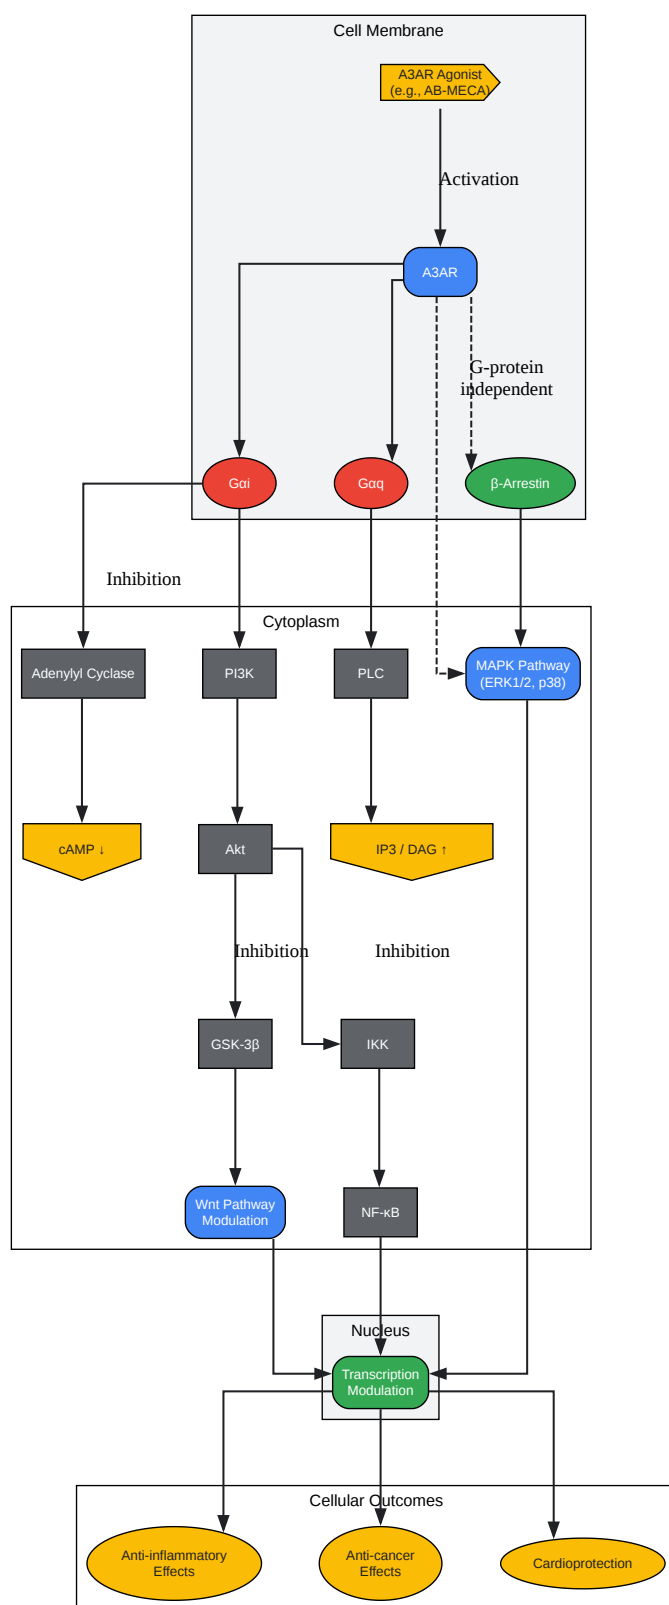 Cell Membrane
A3AR Agonist
(e.g., AB-MECA)
Activation
A3AR
G-protein
independent
Gαi
Gαq
β-Arrestin
Inhibition
Cytoplasm
Adenylyl Cyclase
PI3K
PLC
MAPK Pathway
(ERK1/2, p38)
cAMP ↓
Akt
IP3 / DAG ↑
Inhibition
Inhibition
GSK-3β
IKK
Wnt Pathway
Modulation
NF-κB
Nucleus
Transcription
Modulation
Cellular Outcomes
Anti-inflammatory
Effects
Anti-cancer
Effects
Cardioprotection